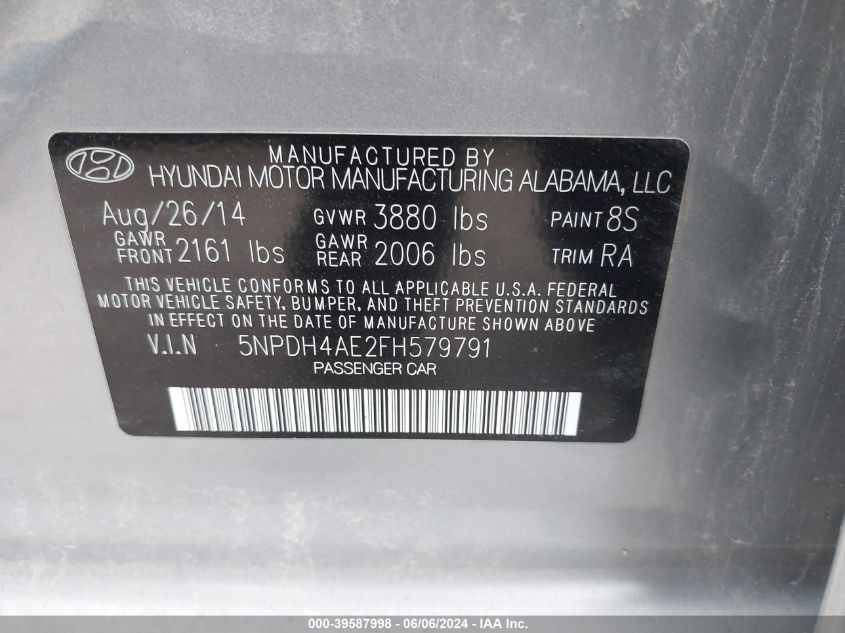 MANUFACTURED BY
HYUNDAI MOTOR MANUFACTURING ALABAMA, LLC
Aug/26/14 GVWR 3880 lbs PAINT 8S
GAWR FRONT 2161 lbs GAWR REAR 2006 lbs TRIM RA
THIS VEHICLE CONFORMS TO ALL APPLICABLE U.S.A. FEDERAL
MOTOR VEHICLE SAFETY, BUMPER, AND THEFT PREVENTION STANDARDS
IN EFFECT ON THE DATE OF MANUFACTURE SHOWN ABOVE
V.I.N 5NPDH4AE2FH579791
PASSENGER CAR
000-39587998 - 06/06/2024 - IAA Inc.